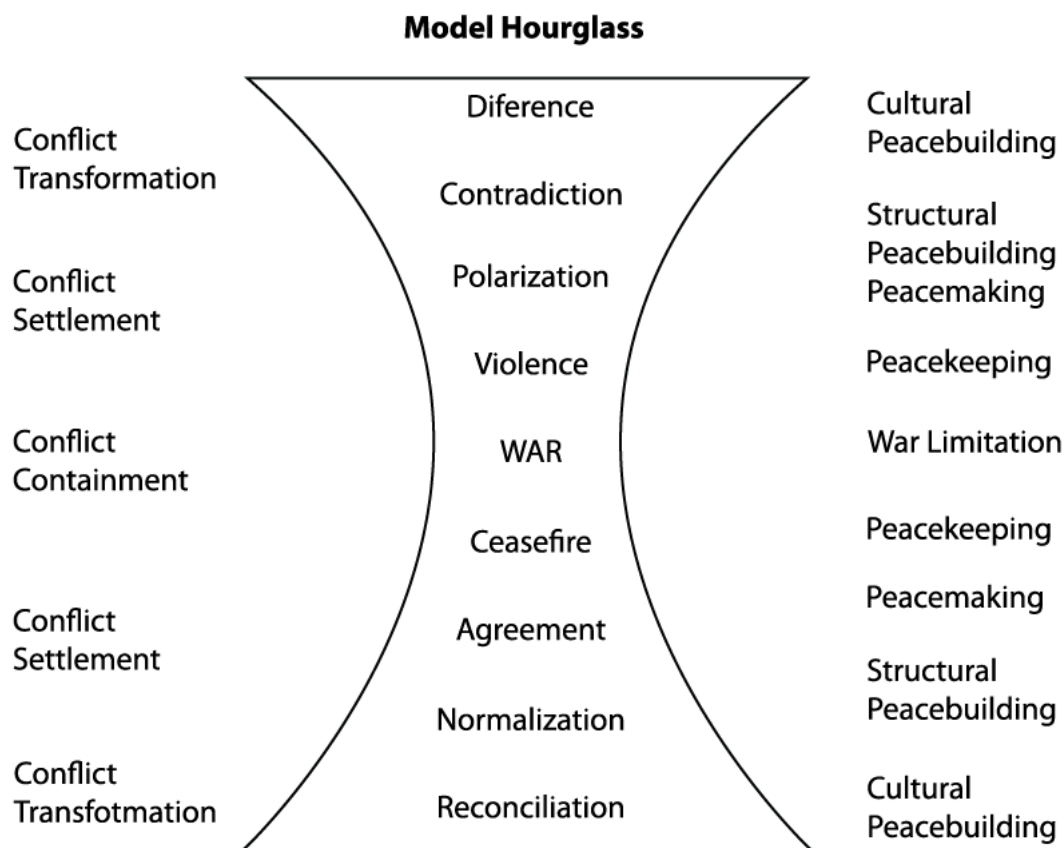 Model Hourglass
Conflict
Transformation
Conflict
Settlement
Conflict
Containment
Conflict
Settlement
Conflict
Transfotmation
Diference
Contradiction
Polarization
Violence
WAR
Ceasefire
Agreement
Normalization
Reconciliation
Cultural
Peacebuilding
Structural
Peacebuilding
Peacemaking
Peacekeeping
War Limitation
Peacekeeping
Peacemaking
Structural
Peacebuilding
Cultural
Peacebuilding